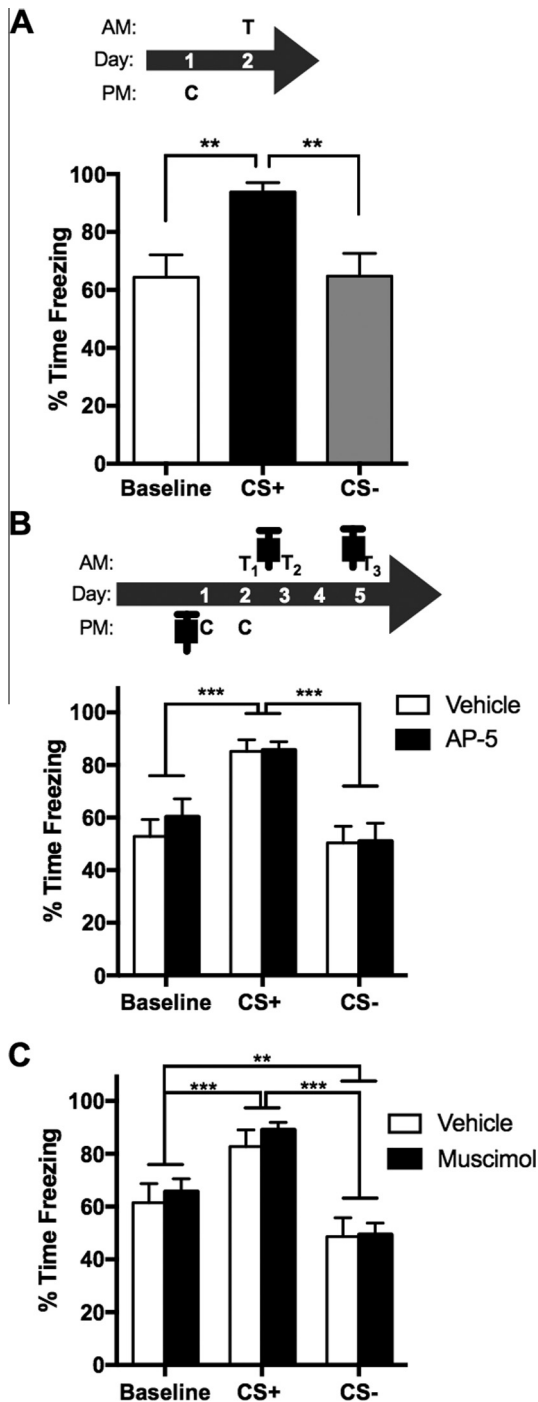 A
AM: T
Day: 1 2
PM: C
** **
% Time Freezing
100
80
60
40
20
0
Baseline CS+ CS-
B
AM: T1 T2 T3
Day: 1 2 3 4 5
PM: C C
*** ***
Vehicle
AP-5
% Time Freezing
100
80
60
40
20
0
Baseline CS+ CS-
C
**
*** ***
Vehicle
Muscimol
% Time Freezing
100
80
60
40
20
0
Baseline CS+ CS-